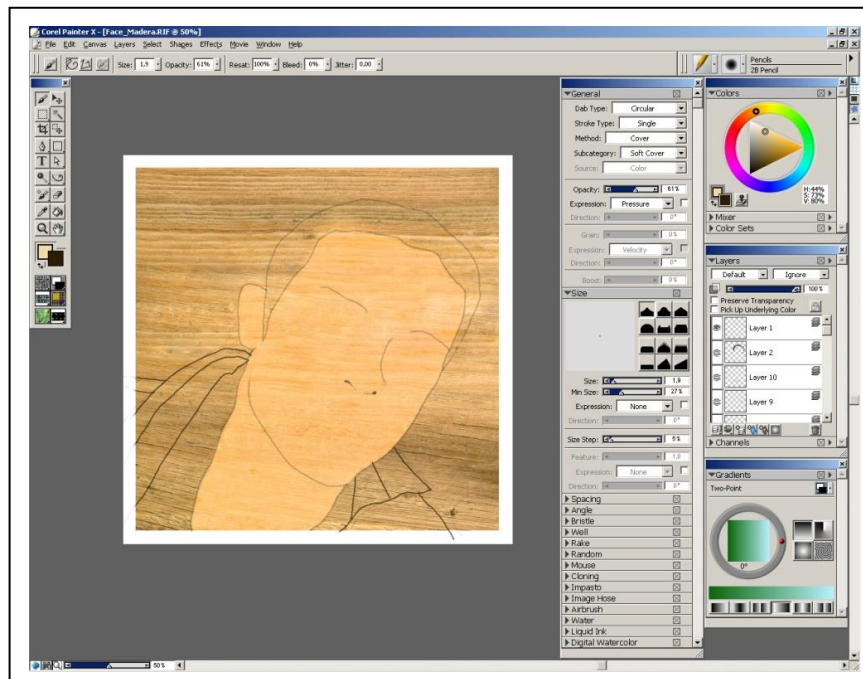 Corel Painter X - [Face_Madera.RIF @ 50%]
File Edit Canvas Layers Select Shapes Effects Movie Window Help
Size: 1,9 Opacity: 61% Resat: 100% Bleed: 0% Jitter: 0,00
Pencils
2B Pencil
General
Dab Type: Circular
Stroke Type: Single
Method: Cover
Subcategory: Soft Cover
Source: Color
Opacity: 61%
Expression: Pressure
Direction: 0°
Grain: 0%
Expression: Velocity
Direction: 0°
Boost: 0%
Size
Size: 1,9
Min Size: 27%
Expression: None
Direction: 0°
Size Step: 5%
Feature: 1,0
Expression: None
Direction: 0°
Spacing
Angle
Bristle
Well
Rake
Random
Mouse
Cloning
Impasto
Image Hose
Airbrush
Water
Liquid Ink
Digital Watercolor
Colors
H: 44%
S: 73%
V: 80%
Mixer
Color Sets
Layers
Default Ignore
100%
Preserve Transparency
Pick Up Underlying Color
Layer 1
Layer 2
Layer 10
Layer 9
Channels
Gradients
Two-Point
0°
T
50%